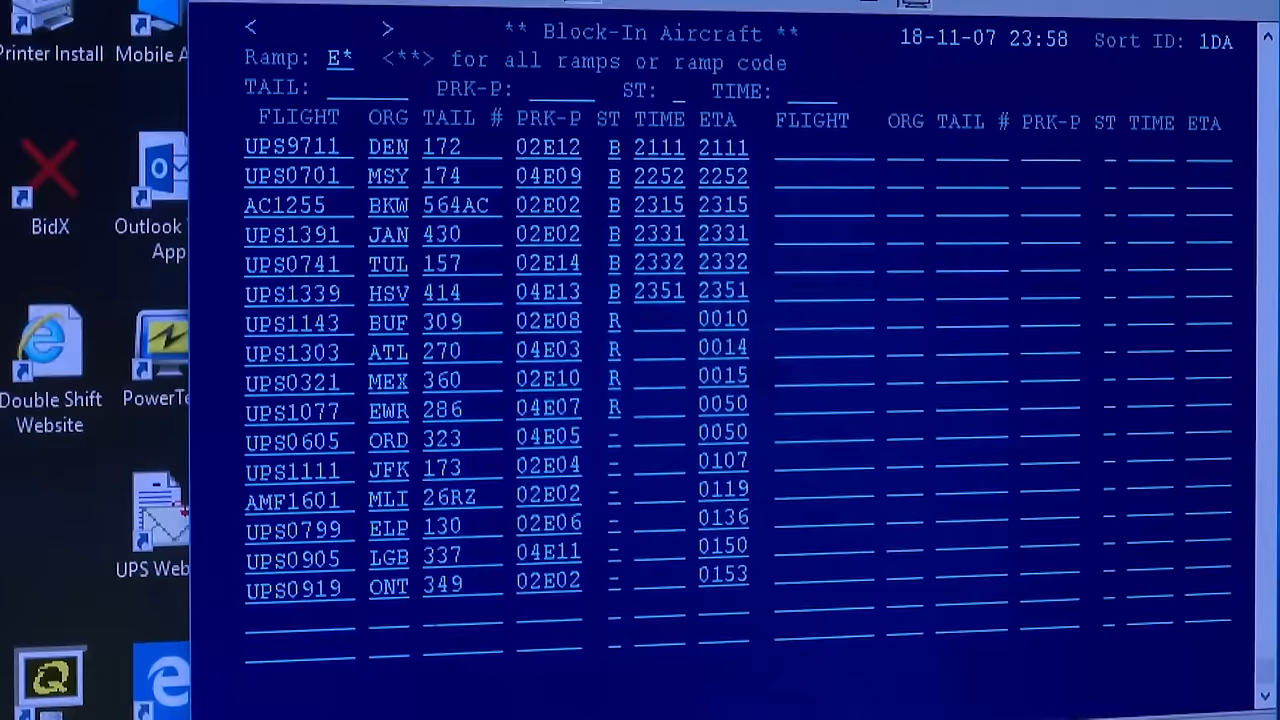 < > ** Block-In Aircraft ** 18-11-07 23:58 Sort ID: 1DA
Ramp: E* <**> for all ramps or ramp code
TAIL: PRK-P: ST: _ TIME:
FLIGHT ORG TAIL # PRK-P ST TIME ETA FLIGHT ORG TAIL # PRK-P ST TIME ETA
UPS9711 DEN 172 02E12 B 2111 2111
UPS0701 MSY 174 04E09 B 2252 2252
AC1255 BKW 564AC 02E02 B 2315 2315
UPS1391 JAN 430 02E02 B 2331 2331
UPS0741 TUL 157 02E14 B 2332 2332
UPS1339 HSV 414 04E13 B 2351 2351
UPS1143 BUF 309 02E08 R 0010
UPS1303 ATL 270 04E03 R 0014
UPS0321 MEX 360 02E10 R 0015
UPS1077 EWR 286 04E07 R 0050
UPS0605 ORD 323 04E05 - 0050
UPS1111 JFK 173 02E04 - 0107
AMF1601 MLI 26RZ 02E02 - 0119
UPS0799 ELP 130 02E06 - 0136
UPS0905 LGB 337 04E11 - 0150
UPS0919 ONT 349 02E02 - 0153
Printer Install
Mobile A
BidX
Outlook
App
Double Shift
Website
PowerTe
UPS Web